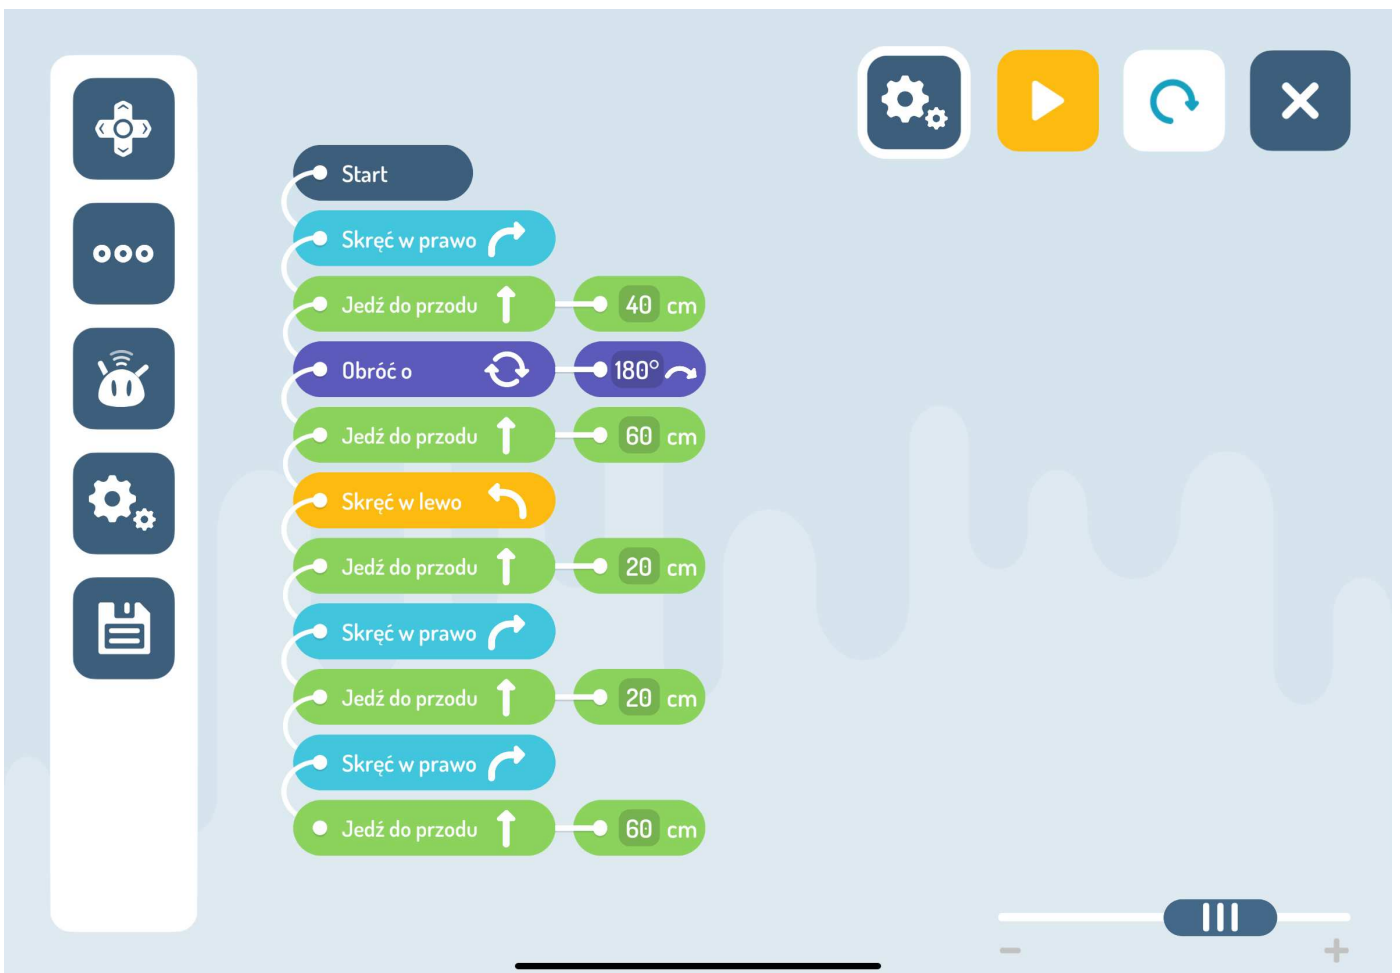 Start
Skręć w prawo
Jedź do przodu 40 cm
Obróć o 180°
Jedź do przodu 60 cm
Skręć w lewo
Jedź do przodu 20 cm
Skręć w prawo
Jedź do przodu 20 cm
Skręć w prawo
Jedź do przodu 60 cm